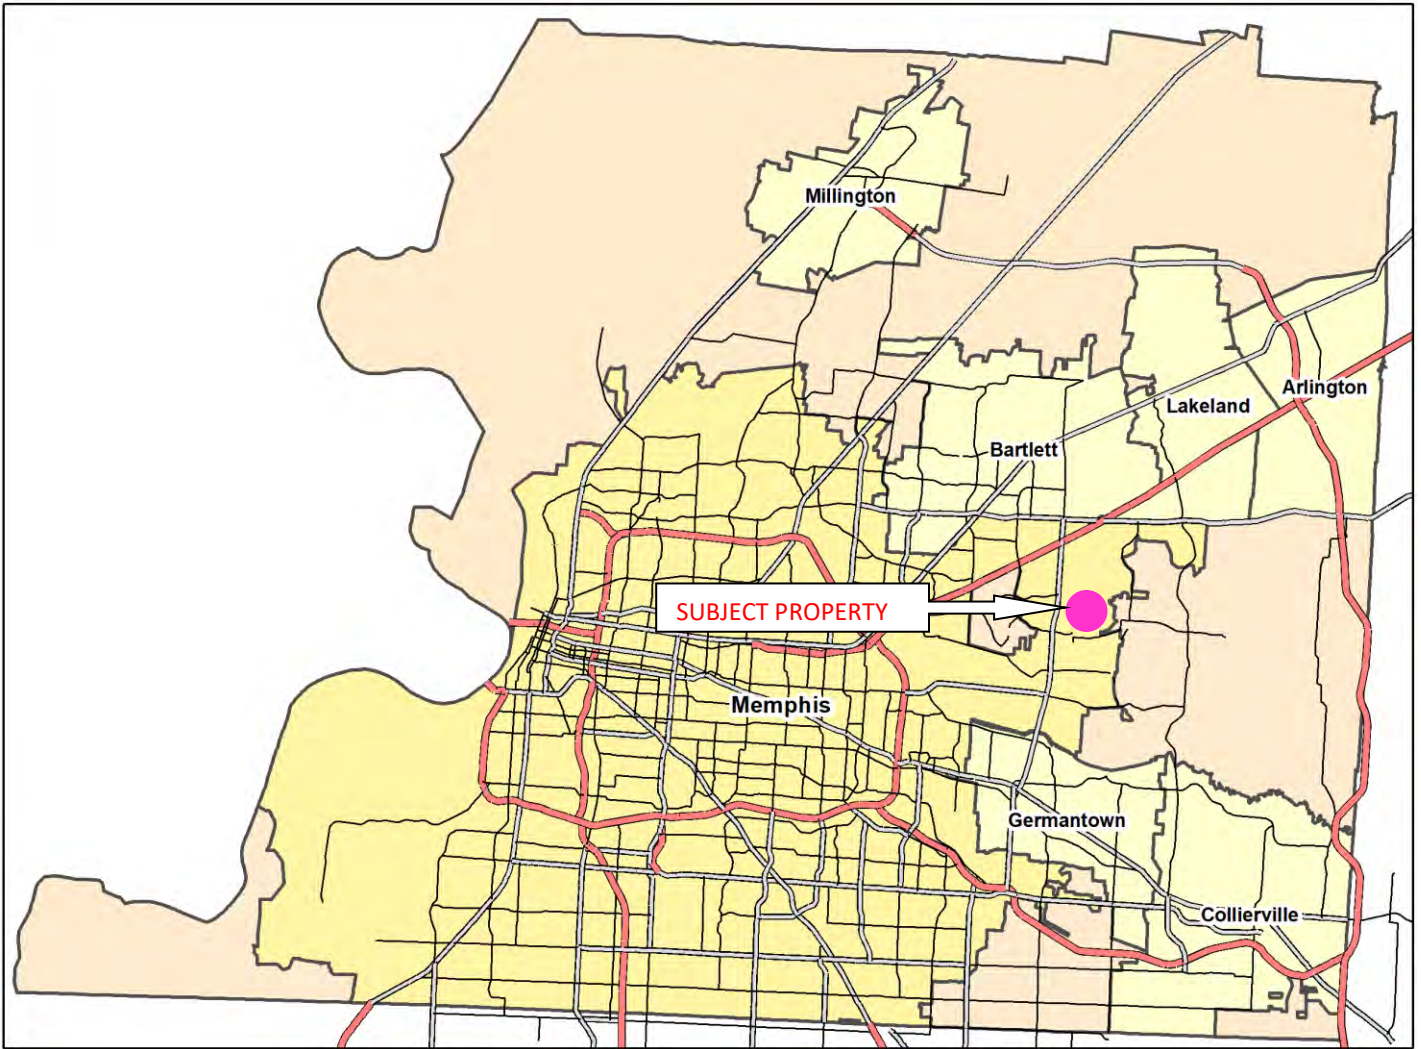 Millington
Arlington
Lakeland
Bartlett
SUBJECT PROPERTY
Memphis
Germantown
Collierville